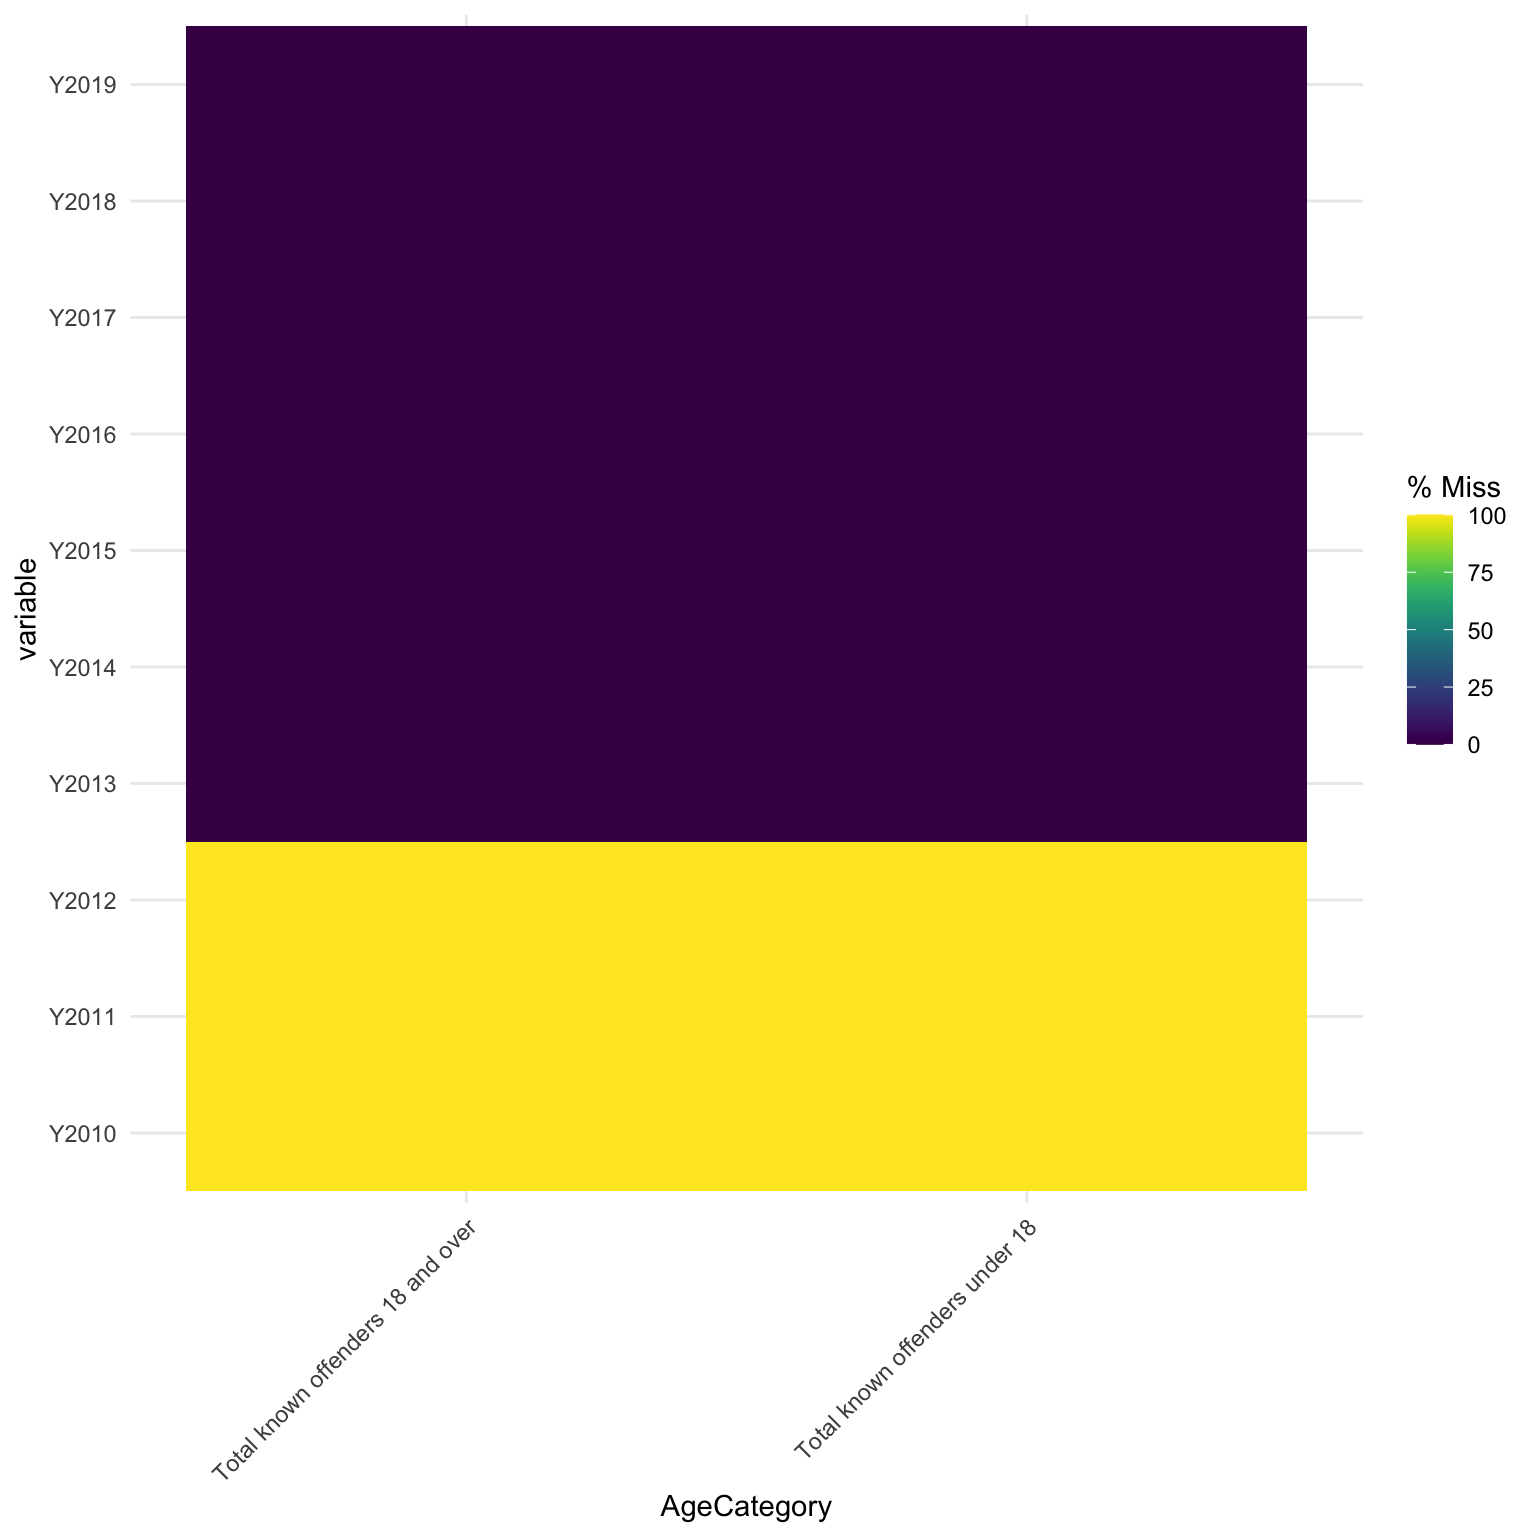 Y2019
Y2018
Y2017
Y2016
Y2015
Y2014
Y2013
Y2012
Y2011
Y2010
variable
Total known offenders 18 and over
Total known offenders under 18
AgeCategory
% Miss
100
75
50
25
0